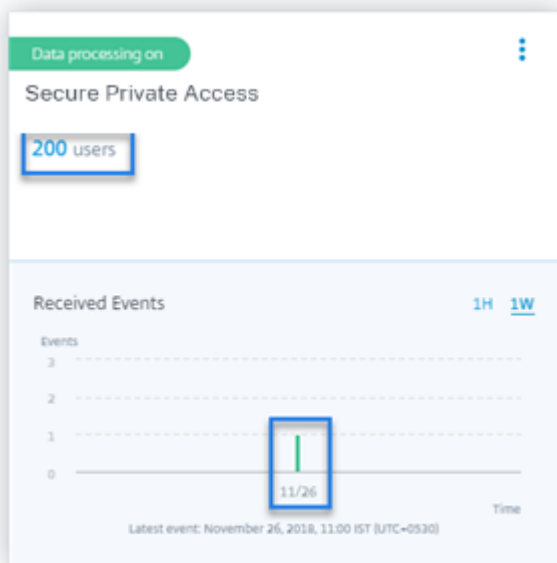 Data processing on
Secure Private Access
200 users
Received Events
1H 1W
Events
3
2
1
0
11/26
Time
Latest event: November 26, 2018, 11:00 IST (UTC+0530)